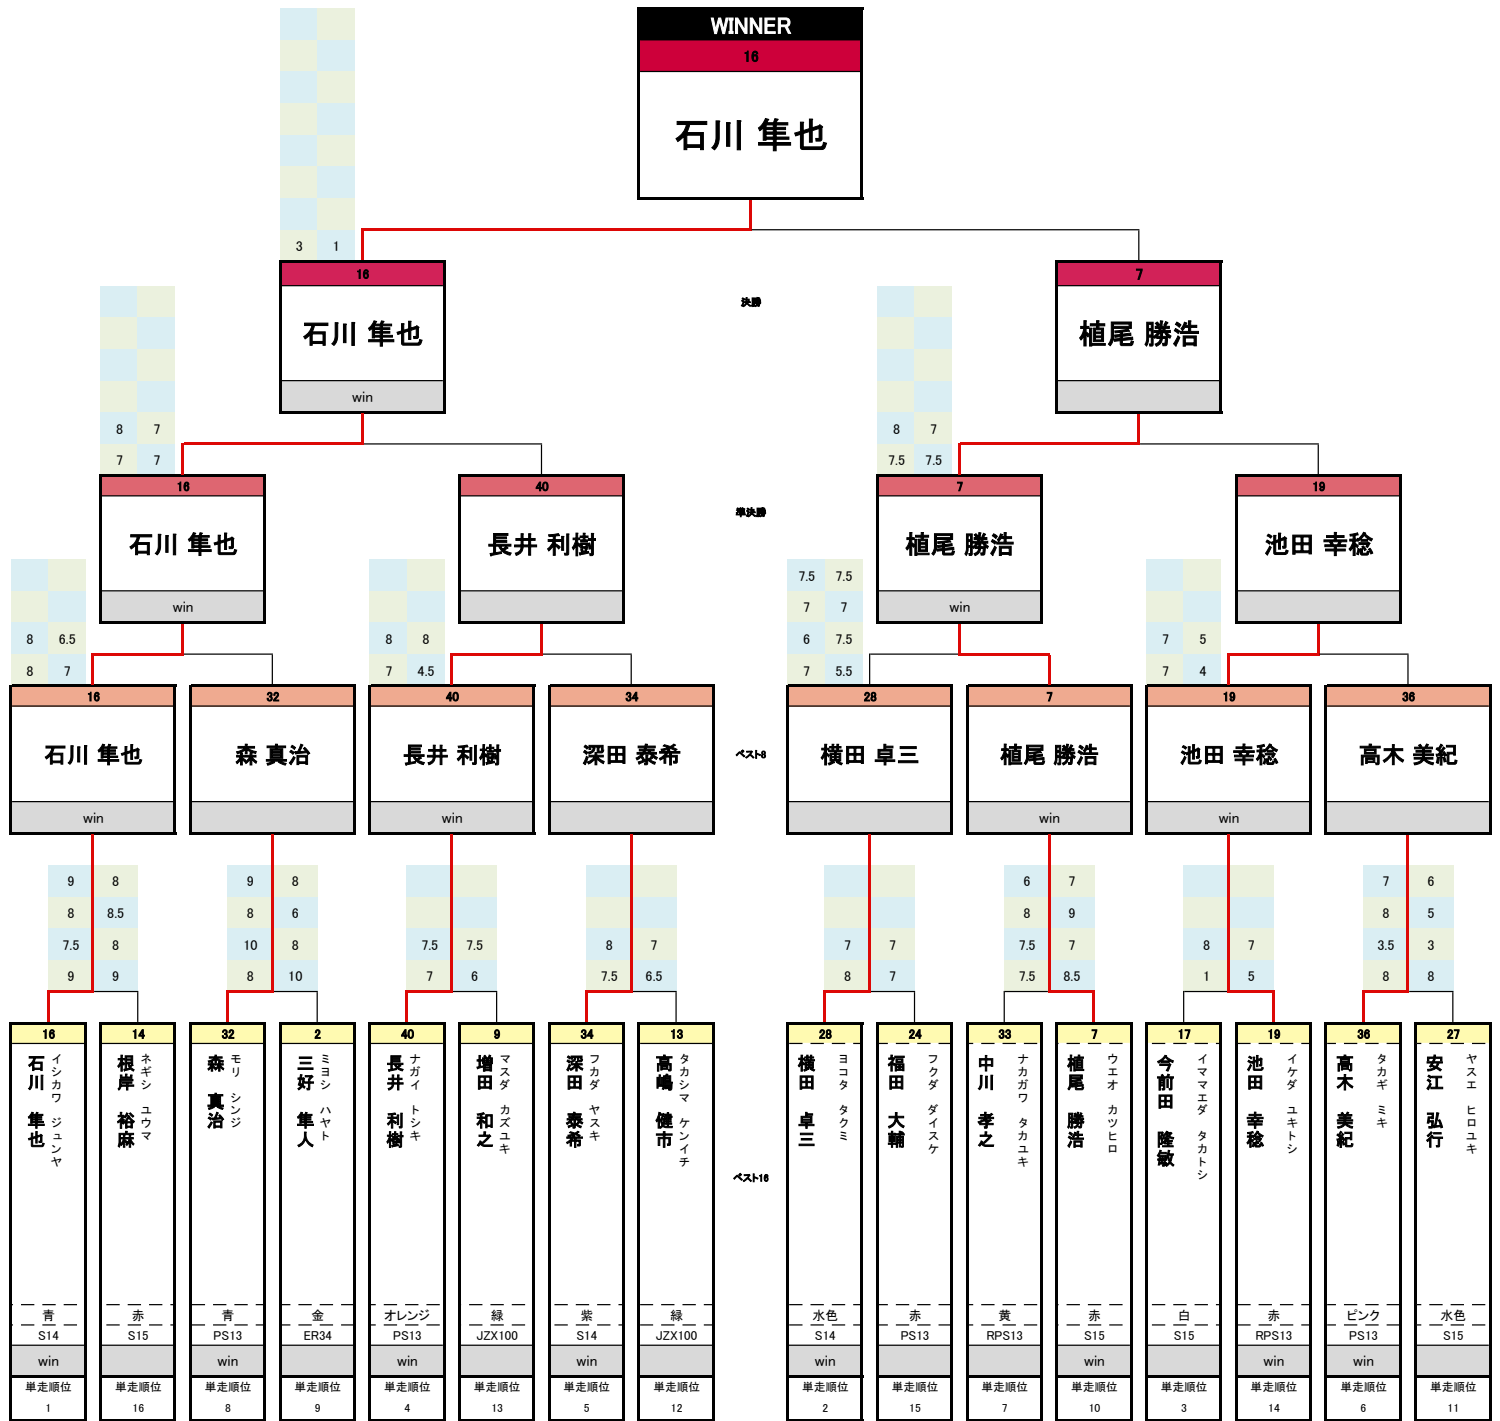 WINNER
16
石川 隼也
3 1
16 7
決勝
石川 隼也 植尾 勝浩
win
8 7 8 7
7 7 7.5 7.5
16 40 7 19
準決勝
石川 隼也 長井 利樹 植尾 勝浩 池田 幸稔
7.5 7.5
win 7 7 win
8 6.5 8 8 6 7.5 7 5
8 7 7 4.5 7 5.5 7 4
16 32 40 34 28 7 19 36
石川 隼也 森 真治 長井 利樹 深田 泰希 ベスト8 横田 卓三 植尾 勝浩 池田 幸稔 高木 美紀
win win win win
9 8 9 8 6 7 7 6
8 8.5 8 6 8 9 8 5
7.5 8 10 8 7.5 7.5 8 7 7 7 7.5 7 8 7 3.5 3
9 9 8 10 7 6 7.5 6.5 8 7 7.5 8.5 1 5 8 8
16 14 32 2 40 9 34 13 28 24 33 7 17 19 36 27
石川 隼也 イシカワ ジュンヤ
根岸 裕麻 ネギシ ユウマ
森 真治 モリ シンジ
三好 隼人 ミヨシ ハヤト
長井 利樹 ナガイ トシキ
増田 和之 マスダ カズユキ
深田 泰希 フカダ ヤスキ
高嶋 健市 タカシマ ケンイチ
ベスト16
横田 卓三 ヨコタ タクミ
福田 大輔 フクダ ダイスケ
中川 孝之 ナカガワ タカユキ
植尾 勝浩 ウエオ カツヒロ
今前田 隆敏 イママエダ タカトシ
池田 幸稔 イケダ ユキトシ
高木 美紀 タカギ ミキ
安江 弘行 ヤスエ ヒロユキ
青 赤 青 金 オレンジ 緑 紫 緑 水色 赤 黄 赤 白 赤 ピンク 水色
S14 S15 PS13 ER34 PS13 JZX100 S14 JZX100 S14 PS13 RPS13 S15 S15 RPS13 PS13 S15
win win win win win win win win
単走順位 単走順位 単走順位 単走順位 単走順位 単走順位 単走順位 単走順位 単走順位 単走順位 単走順位 単走順位 単走順位 単走順位 単走順位 単走順位
1 16 8 9 4 13 5 12 2 15 7 10 3 14 6 11